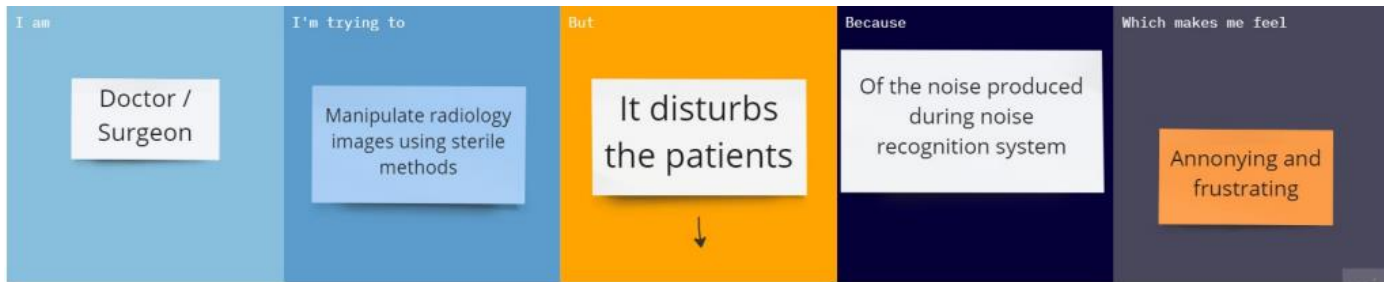 I am
Doctor /
Surgeon
I'm trying to
Manipulate radiology
images using sterile
methods
But
It disturbs
the patients
Because
Of the noise produced
during noise
recognition system
Which makes me feel
Annonying and
frustrating